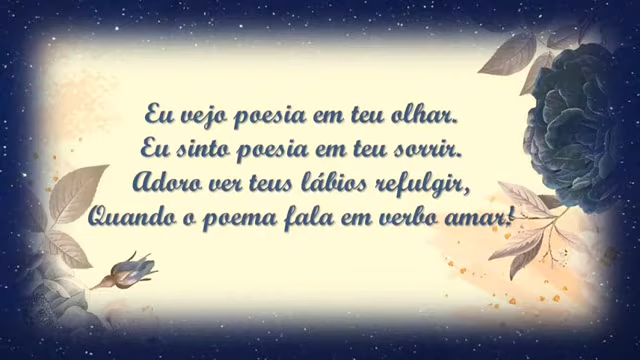 Eu vejo poesia em teu olhar.
Eu sinto poesia em teu sorrir.
Adoro ver teus lábios refulgir,
Quando o poema fala em verbo amar!